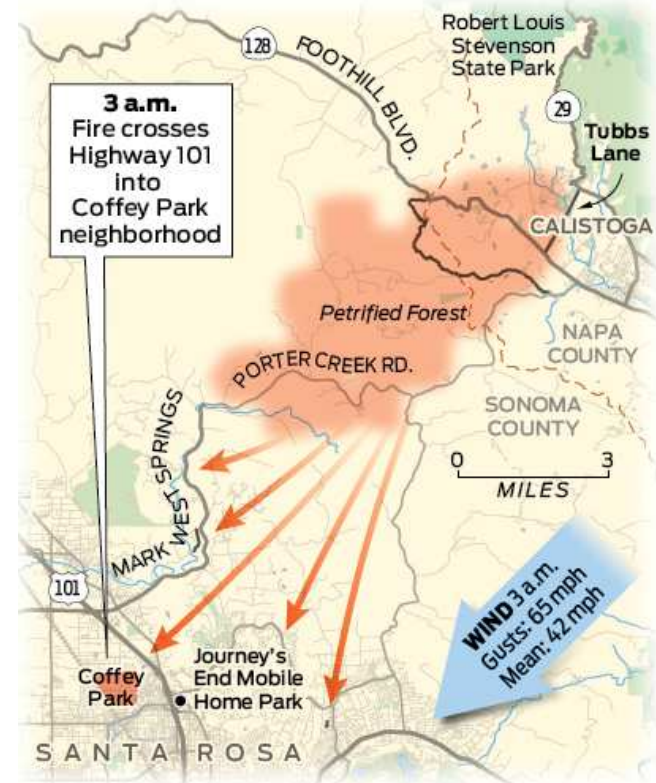 Robert Louis
Stevenson
State Park
128
FOOTHILL BLVD.
29
Tubbs
Lane
3 a.m.
Fire crosses
Highway 101
into
Coffey Park
neighborhood
CALISTOGA
Petrified Forest
NAPA
COUNTY
PORTER CREEK RD.
SONOMA
COUNTY
0 3
MILES
MARK WEST SPRINGS
101
WIND 3 a.m.
Gusts: 65 mph
Mean: 42 mph
Coffey
Park
Journey's
End Mobile
Home Park
SANTA ROSA